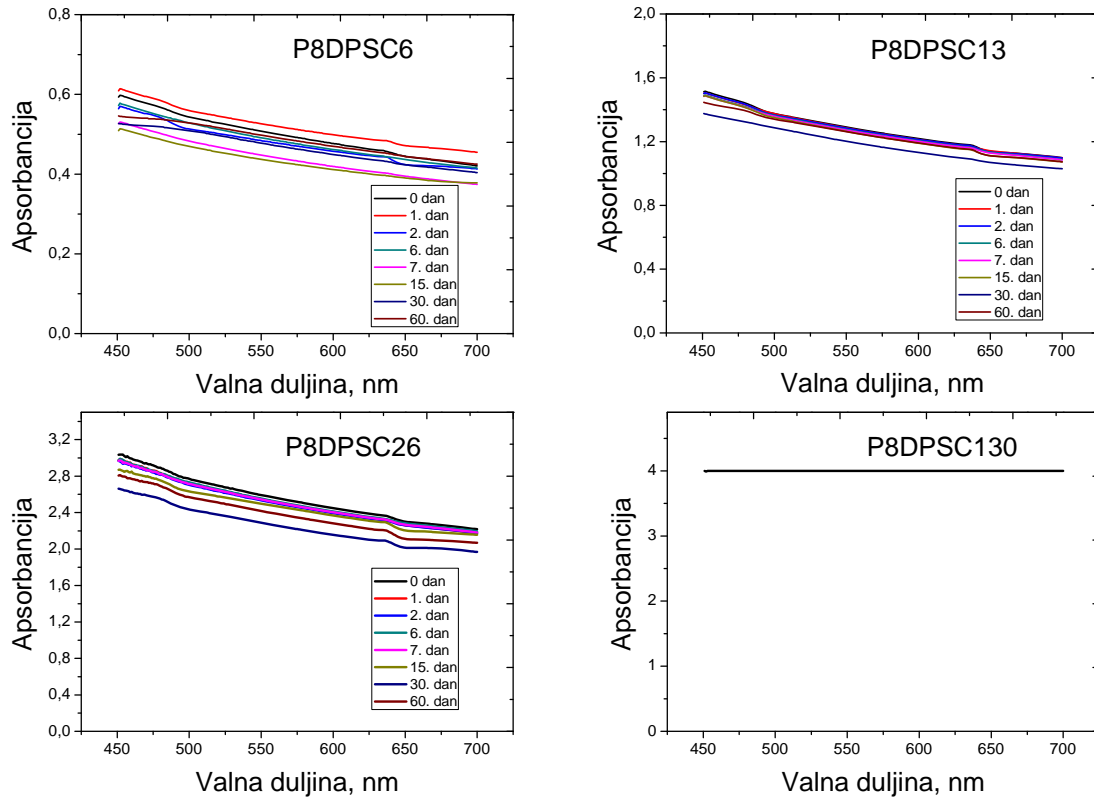 P8DPSC6
Apsorbancija
0,8
0,6
0,4
0,2
0,0
0 dan
1. dan
2. dan
6. dan
7. dan
15. dan
30. dan
60. dan
450 500 550 600 650 700
Valna duljina, nm
P8DPSC13
Apsorbancija
2,0
1,6
1,2
0,8
0,4
0,0
0 dan
1. dan
2. dan
6. dan
7. dan
15. dan
30. dan
60. dan
450 500 550 600 650 700
Valna duljina, nm
P8DPSC26
Apsorbancija
3,2
2,8
2,4
2,0
1,6
1,2
0,8
0,4
0,0
0 dan
1. dan
2. dan
6. dan
7. dan
15. dan
30. dan
60. dan
450 500 550 600 650 700
Valna duljina, nm
P8DPSC130
Apsorbancija
4
3
2
1
0
450 500 550 600 650 700
Valna duljina, nm